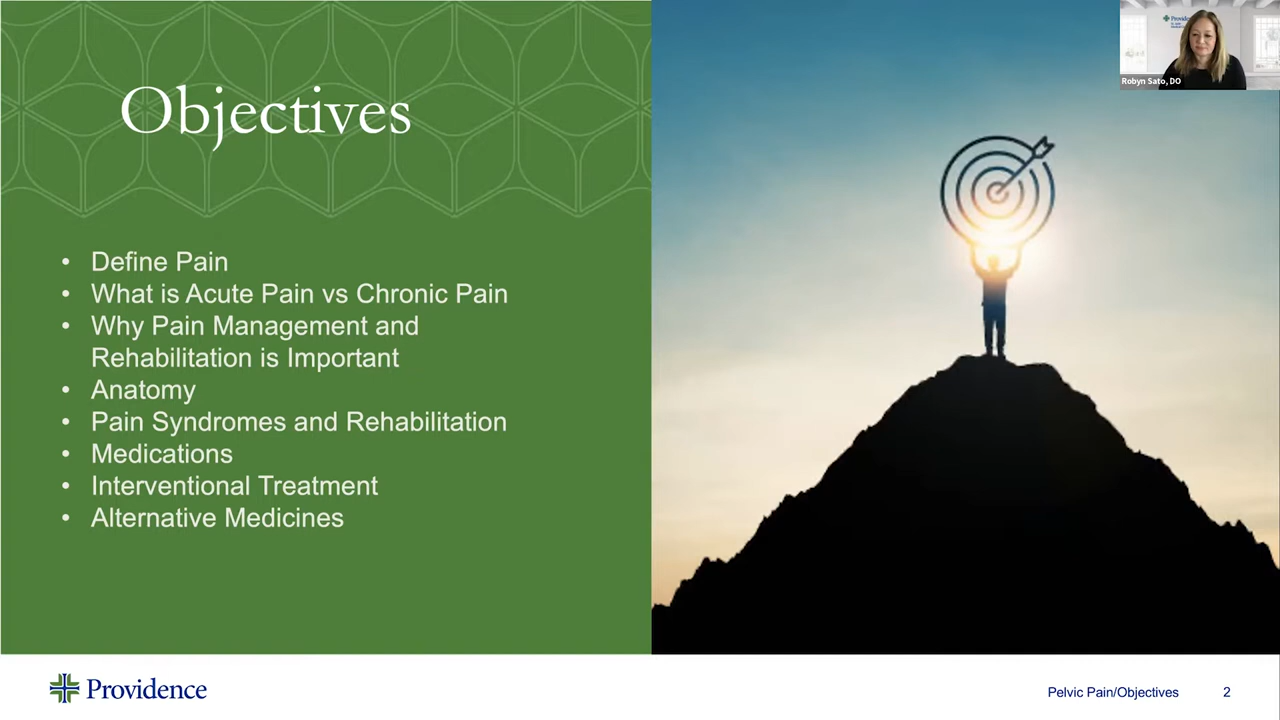 Objectives
• Define Pain
• What is Acute Pain vs Chronic Pain
• Why Pain Management and
Rehabilitation is Important
• Anatomy
• Pain Syndromes and Rehabilitation
• Medications
• Interventional Treatment
• Alternative Medicines
Robyn Sato, DO
Providence
Pelvic Pain/Objectives
2